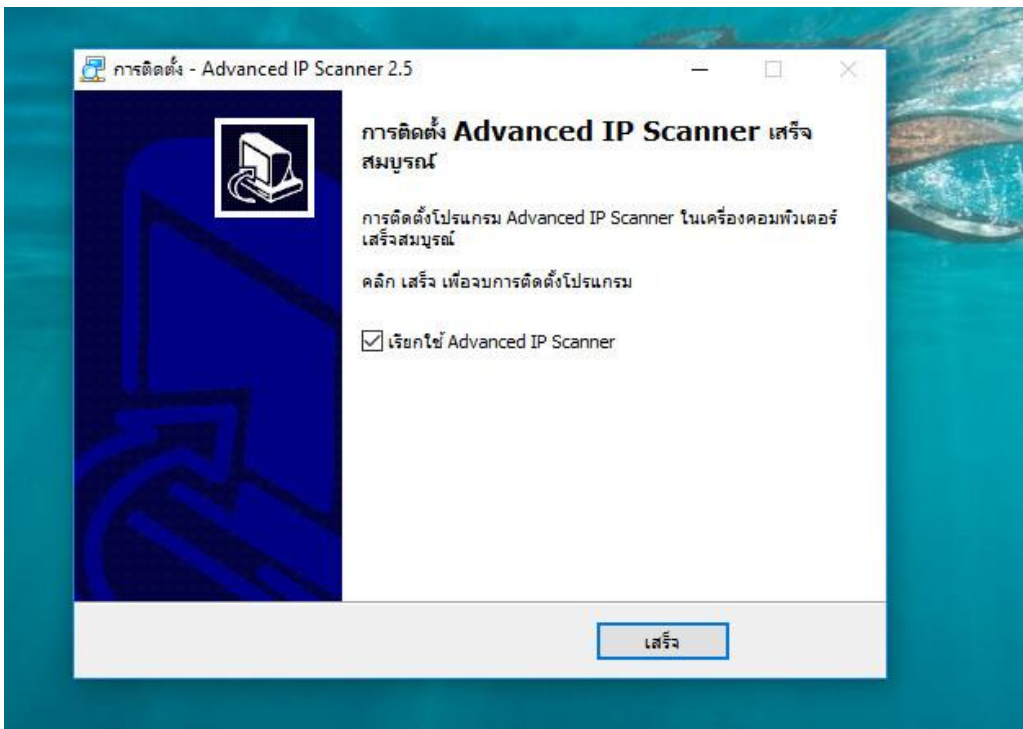 การติดตั้ง - Advanced IP Scanner 2.5
การติดตั้ง Advanced IP Scanner เสร็จ
สมบูรณ์
การติดตั้งโปรแกรม Advanced IP Scanner ในเครื่องคอมพิวเตอร์
เสร็จสมบูรณ์
คลิก เสร็จ เพื่อจบการติดตั้งโปรแกรม
เรียกใช้ Advanced IP Scanner
เสร็จ